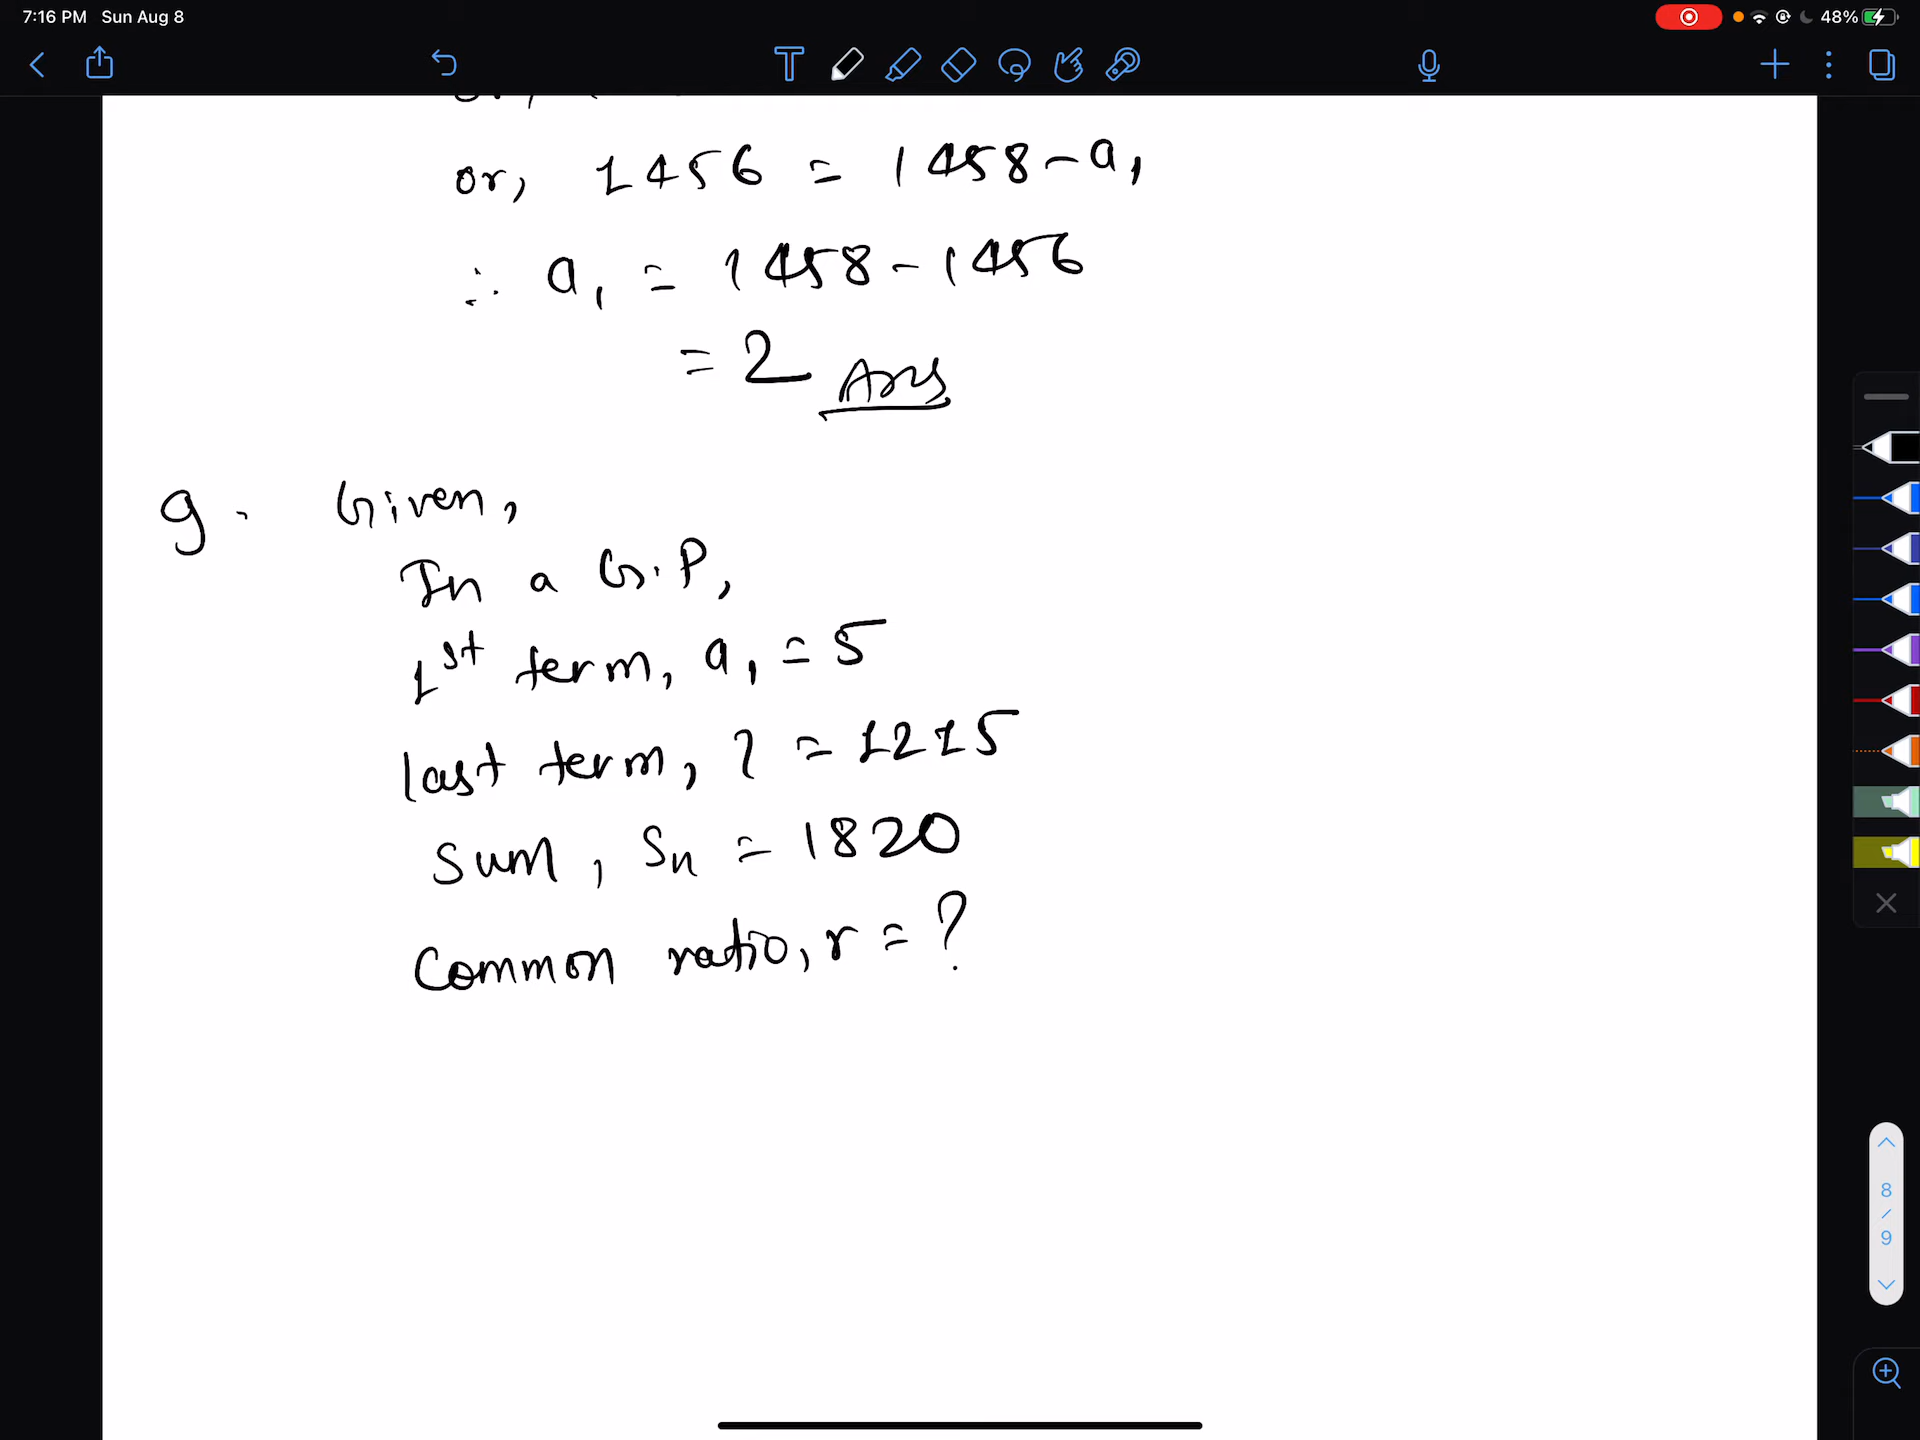 7:16 PM Sun Aug 8
48%
or, 1456 = 1458 - a₁
∴ a₁ = 1458 - 1456
= 2 Ans
g. Given,
In a G.P,
1st term, a₁ = 5
last term, l = 1215
Sum, Sn = 1820
Common ratio, r = ?
8
/
9